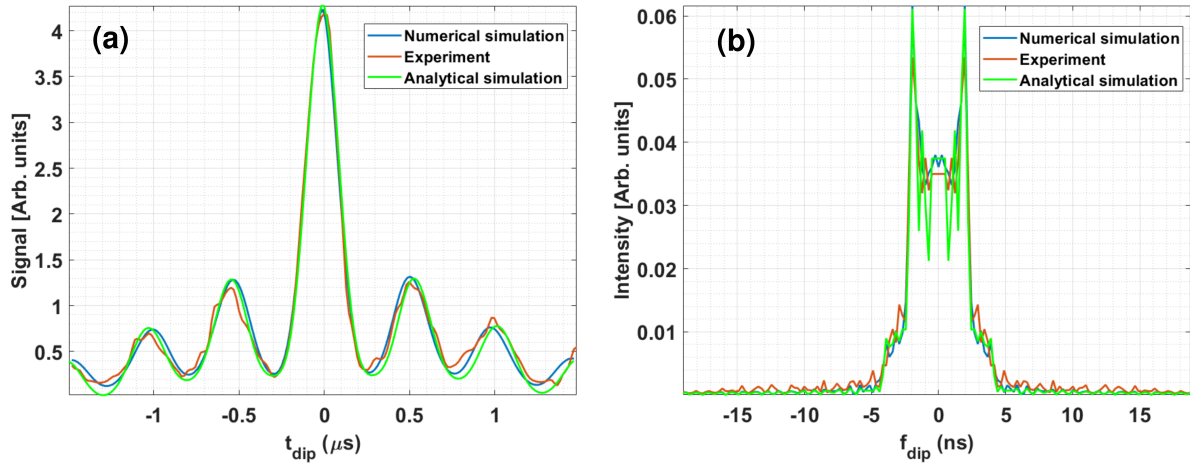 (a)
Numerical simulation
Experiment
Analytical simulation
Signal [Arb. units]
4
3.5
3
2.5
2
1.5
1
0.5
-1
-0.5
0
0.5
1
t_dip (μs)
(b)
Numerical simulation
Experiment
Analytical simulation
Intensity [Arb. units]
0.06
0.05
0.04
0.03
0.02
0.01
-15
-10
-5
0
5
10
15
f_dip (ns)